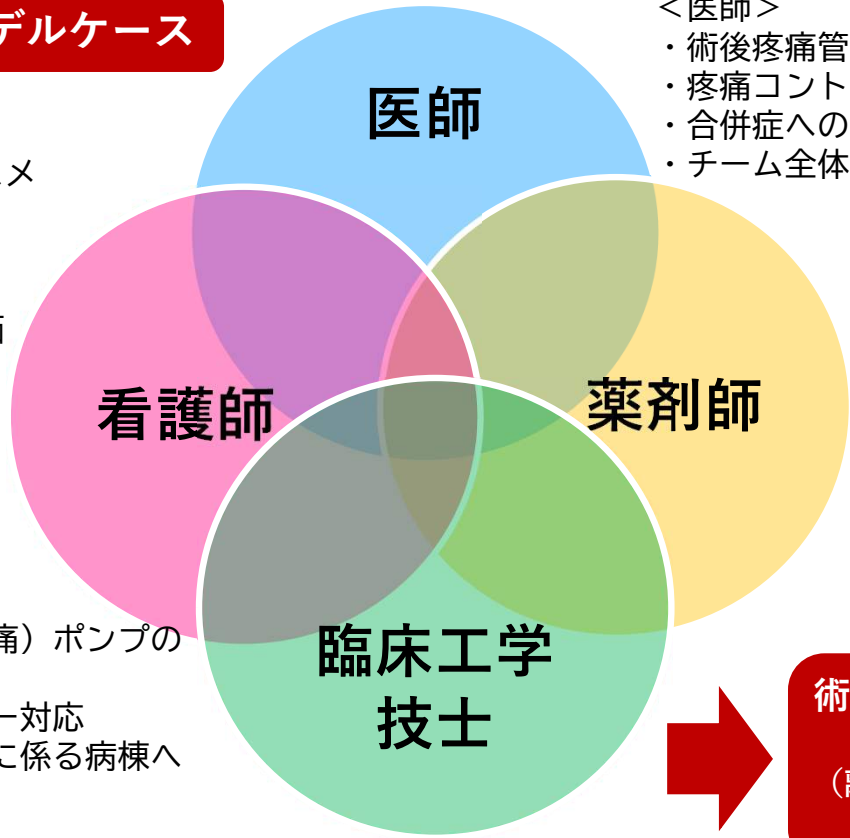 デルケース
＜医師＞
・術後疼痛管
・疼痛コント
・合併症への
・チーム全体
医師
メ
看護師
薬剤師
痛）ポンプの
ー対応
に係る病棟へ
臨床工学
技士
術